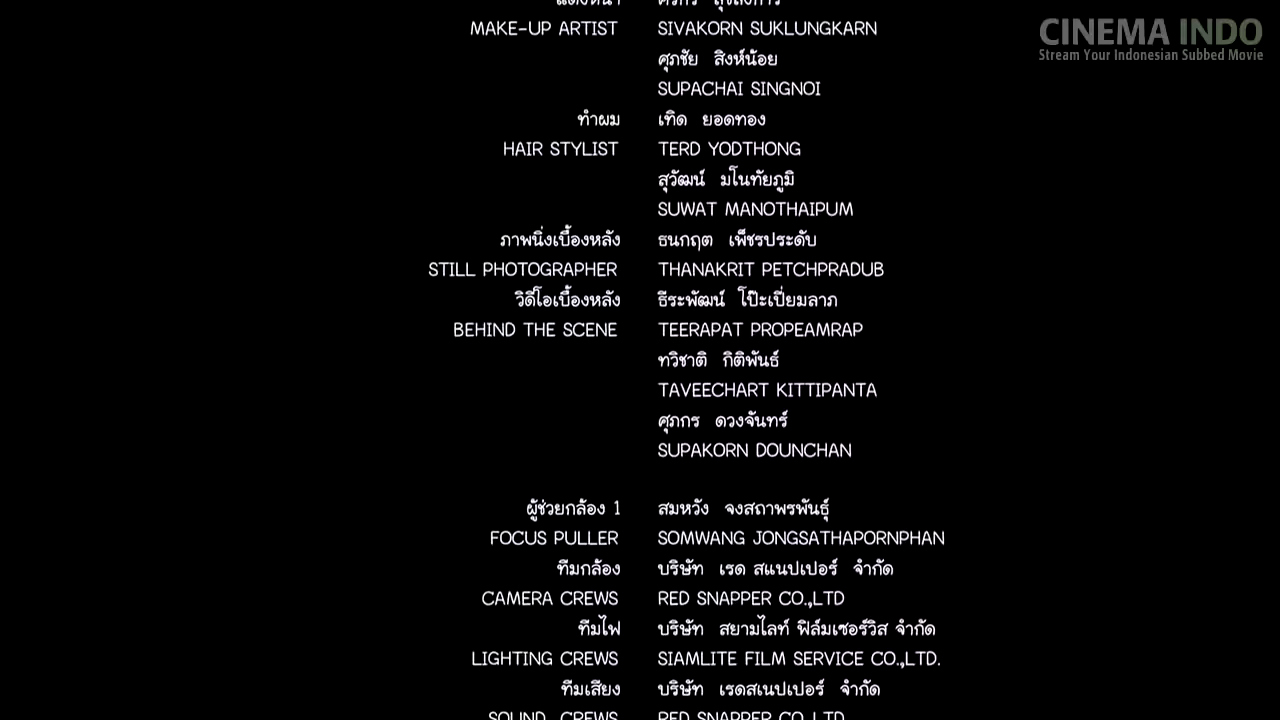 CINEMA INDO
Stream Your Indonesian Subbed Movie
MAKE-UP ARTIST SIVAKORN SUKLUNGKARN
ศุภชัย สิงห์น้อย
SUPACHAI SINGNOI
ทำผม เทิด ยอดทอง
HAIR STYLIST TERD YODTHONG
สุวัฒน์ มโนทัยภูมิ
SUWAT MANOTHAIPUM
ภาพนิ่งเบื้องหลัง ธนกฤต เพ็ชรประดับ
STILL PHOTOGRAPHER THANAKRIT PETCHPRADUB
วิดีโอเบื้องหลัง ธีระพัฒน์ โป๊ะเปี่ยมลาภ
BEHIND THE SCENE TEERAPAT PROPEAMRAP
ทวิชาติ กิติพันธ์
TAVEECHART KITTIPANTA
ศุภกร ดวงจันทร์
SUPAKORN DOUNCHAN
ผู้ช่วยกล้อง 1 สมหวัง จงสถาพรพันธุ์
FOCUS PULLER SOMWANG JONGSATHAPORNPHAN
ทีมกล้อง บริษัท เรด สแนปเปอร์ จำกัด
CAMERA CREWS RED SNAPPER CO.,LTD
ทีมไฟ บริษัท สยามไลท์ ฟิล์มเซอร์วิส จำกัด
LIGHTING CREWS SIAMLITE FILM SERVICE CO.,LTD.
ทีมเสียง บริษัท เรดสเนปเปอร์ จำกัด
SOUND CREWS RED SNAPPER CO.,LTD